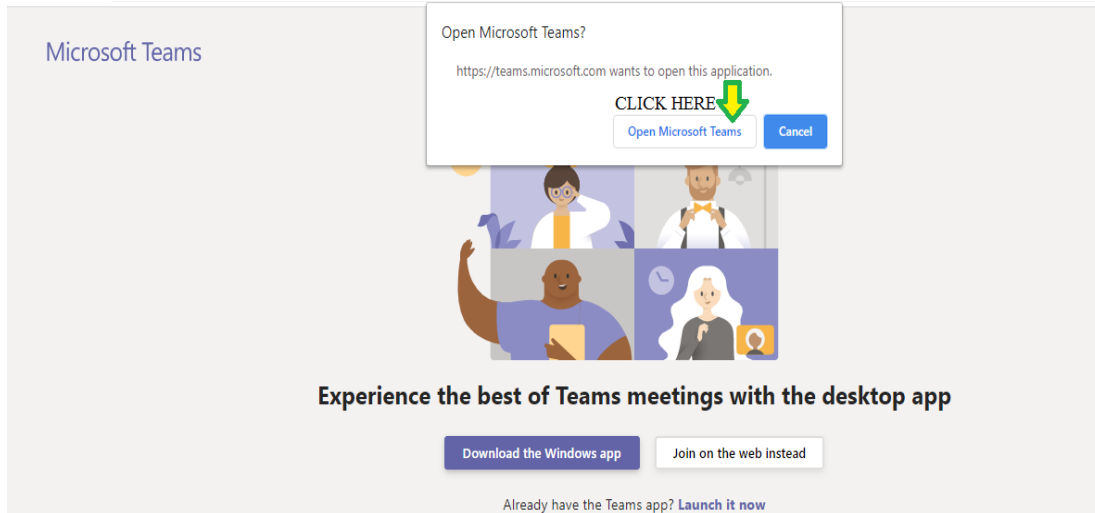 Microsoft Teams
Open Microsoft Teams?
https://teams.microsoft.com wants to open this application.
CLICK HERE
Open Microsoft Teams
Cancel
Experience the best of Teams meetings with the desktop app
Download the Windows app
Join on the web instead
Already have the Teams app? Launch it now